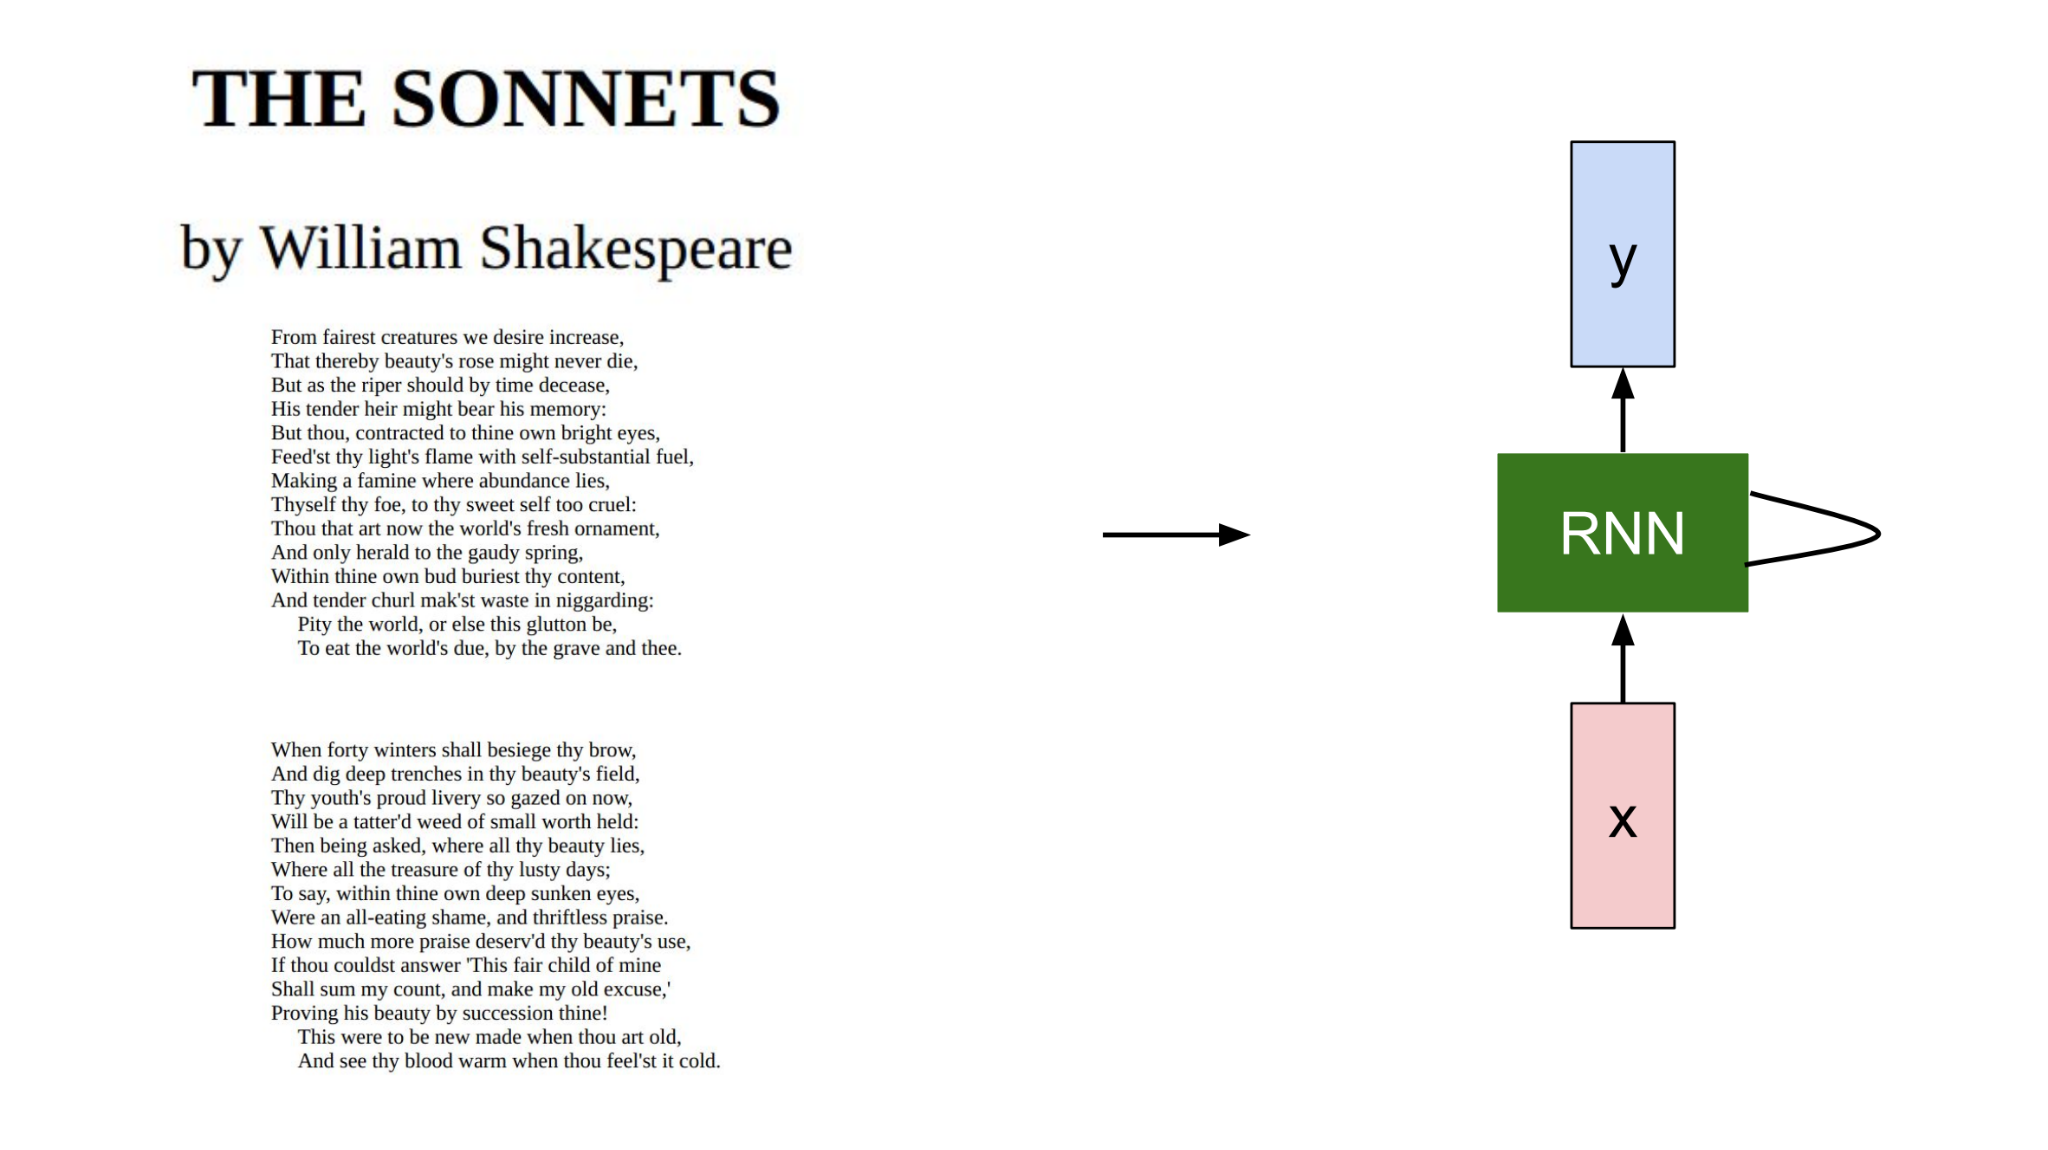 THE SONNETS
by William Shakespeare
From fairest creatures we desire increase,
That thereby beauty's rose might never die,
But as the riper should by time decease,
His tender heir might bear his memory:
But thou, contracted to thine own bright eyes,
Feed'st thy light's flame with self-substantial fuel,
Making a famine where abundance lies,
Thyself thy foe, to thy sweet self too cruel:
Thou that art now the world's fresh ornament,
And only herald to the gaudy spring,
Within thine own bud buriest thy content,
And tender churl mak'st waste in niggarding:
Pity the world, or else this glutton be,
To eat the world's due, by the grave and thee.
When forty winters shall besiege thy brow,
And dig deep trenches in thy beauty's field,
Thy youth's proud livery so gazed on now,
Will be a tatter'd weed of small worth held:
Then being asked, where all thy beauty lies,
Where all the treasure of thy lusty days;
To say, within thine own deep sunken eyes,
Were an all-eating shame, and thriftless praise.
How much more praise deserv'd thy beauty's use,
If thou couldst answer 'This fair child of mine
Shall sum my count, and make my old excuse,'
Proving his beauty by succession thine!
This were to be new made when thou art old,
And see thy blood warm when thou feel'st it cold.
y
RNN
x